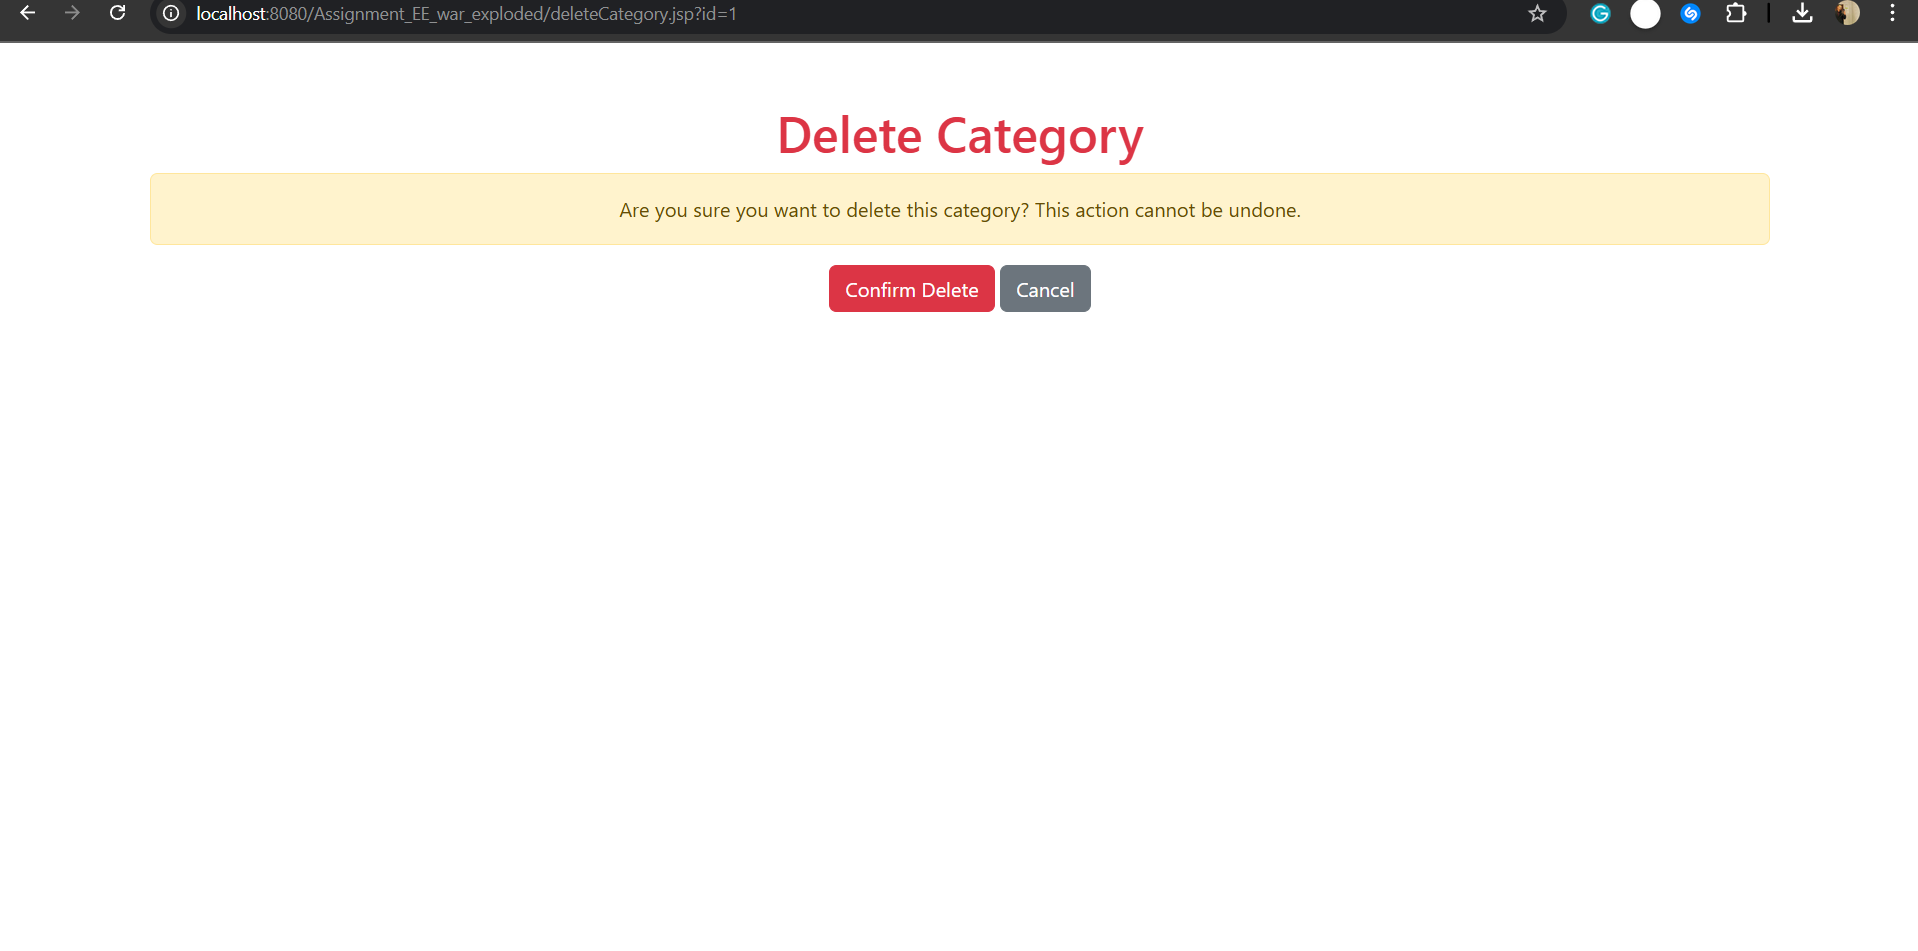 localhost:8080/Assignment_EE_war_exploded/deleteCategory.jsp?id=1
Delete Category
Are you sure you want to delete this category? This action cannot be undone.
Confirm Delete Cancel